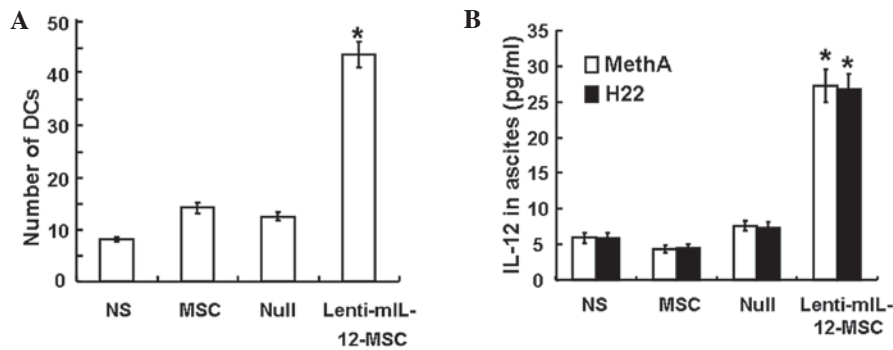 A
Number of DCs
50
40
30
20
10
0
*
NS
MSC
Null
Lenti-mIL-
12-MSC
B
IL-12 in ascites (pg/ml)
35
30
25
20
15
10
5
0
MethA
H22
* *
NS
MSC
Null
Lenti-mIL-
12-MSC